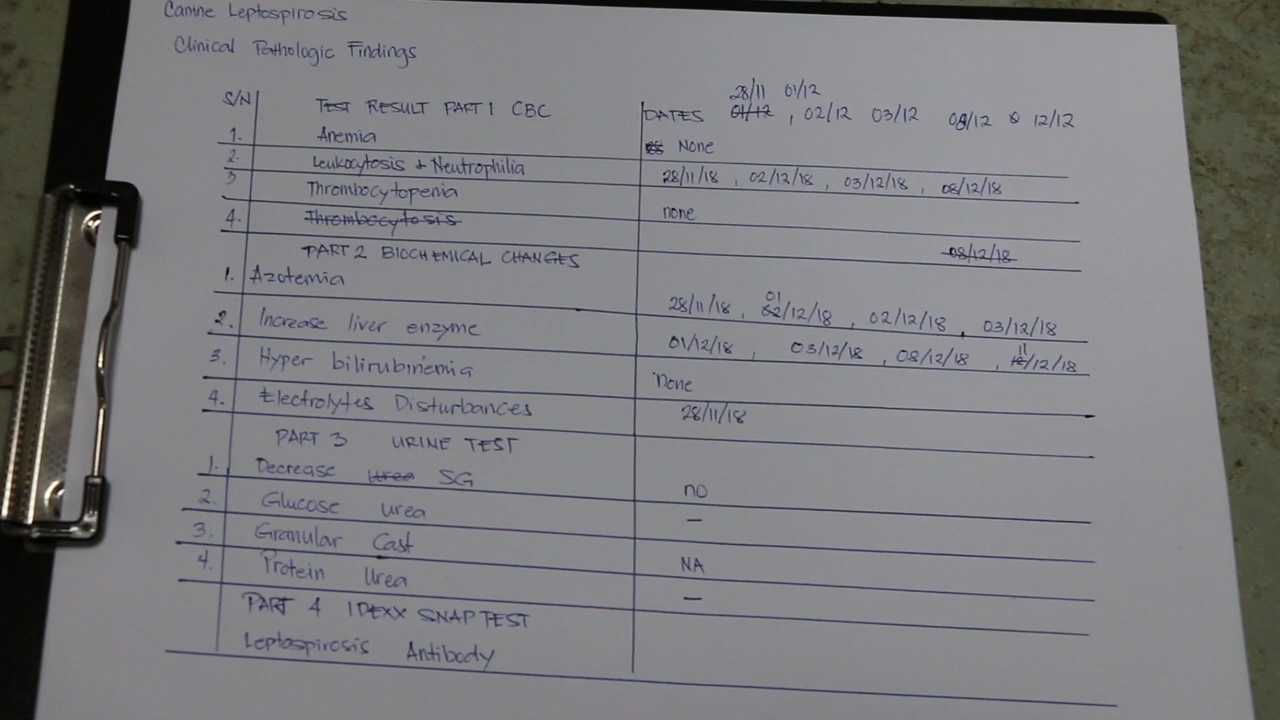 Canine Leptospirosis
Clinical Pathologic Findings
28/11 01/12
S/N TEST RESULT PART 1 CBC DATES 01/12 , 02/12 03/12 08/12 & 12/12
1. Anemia None
2. Leukocytosis + Neutrophilia 28/11/18 , 02/12/18 , 03/12/18 , 08/12/18
3 Thrombocytopenia none
4. Thrombocytosis 08/12/18
PART 2 BIOCHEMICAL CHANGES
1. Azotemia 28/11/18 , 01/12/18 , 02/12/18 , 03/12/18
2. Increase liver enzyme 01/12/18 , 03/12/18 , 08/12/18 , 11/12/18
3. Hyper bilirubinemia none
4. Electrolytes Disturbances 28/11/18
PART 3 URINE TEST
1. Decrease Urea SG no
2. Glucose urea —
3. Granular Cast NA
4. Protein Urea —
PART 4 IDEXX SNAP TEST
Leptospirosis Antibody